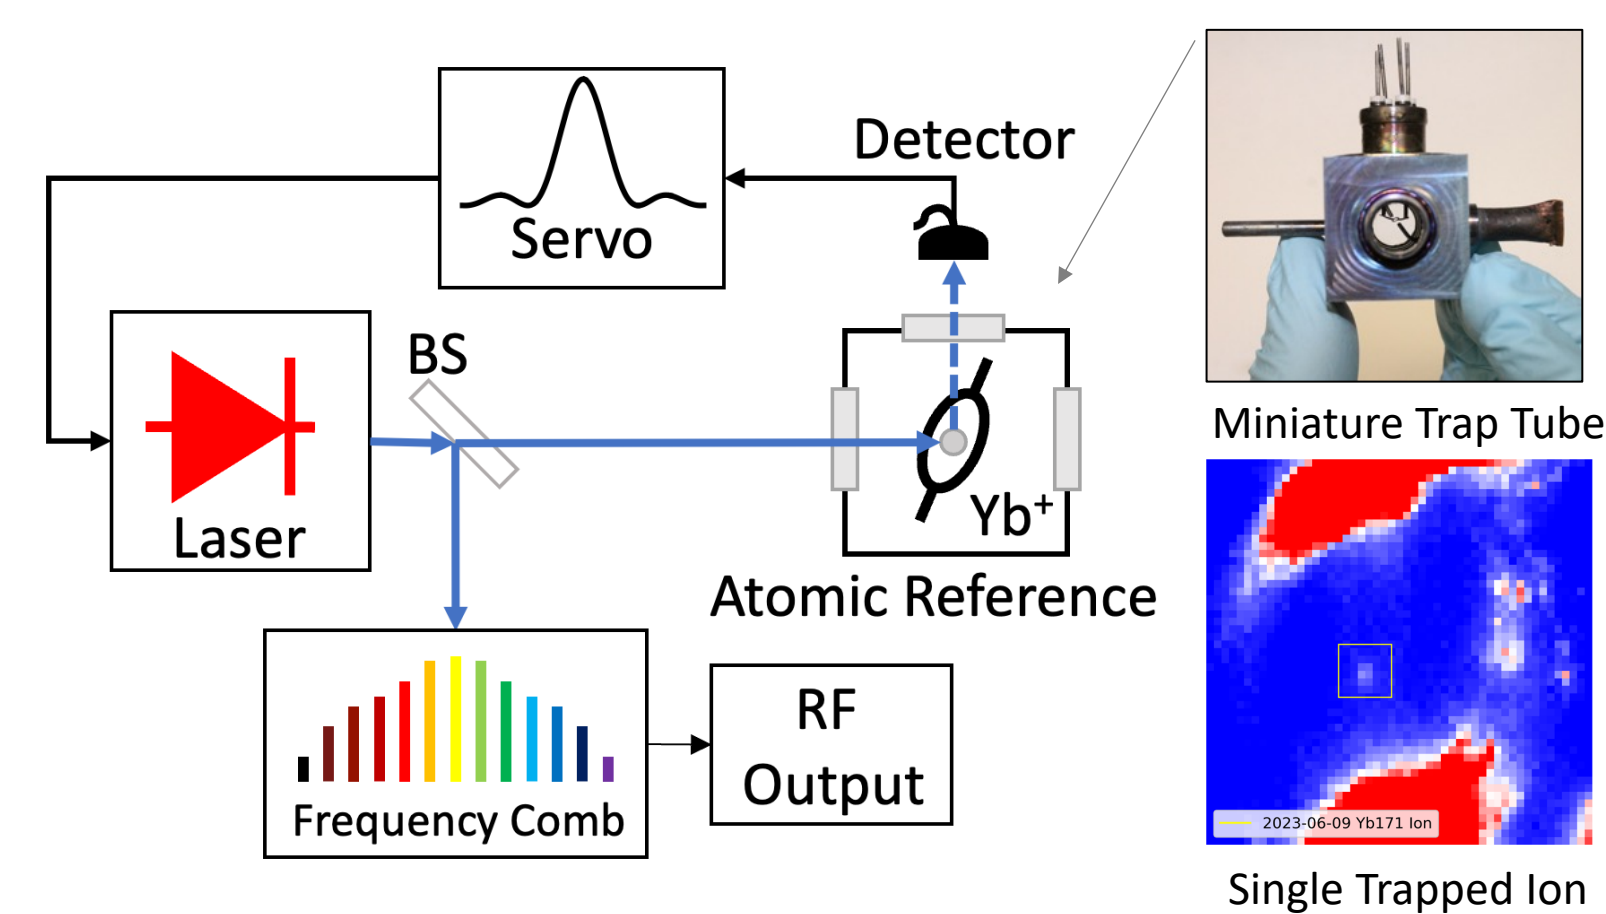 Detector
Servo
BS
Laser
Yb⁺
Atomic Reference
Frequency Comb
RF
Output
Miniature Trap Tube
2023-06-09 Yb171 Ion
Single Trapped Ion